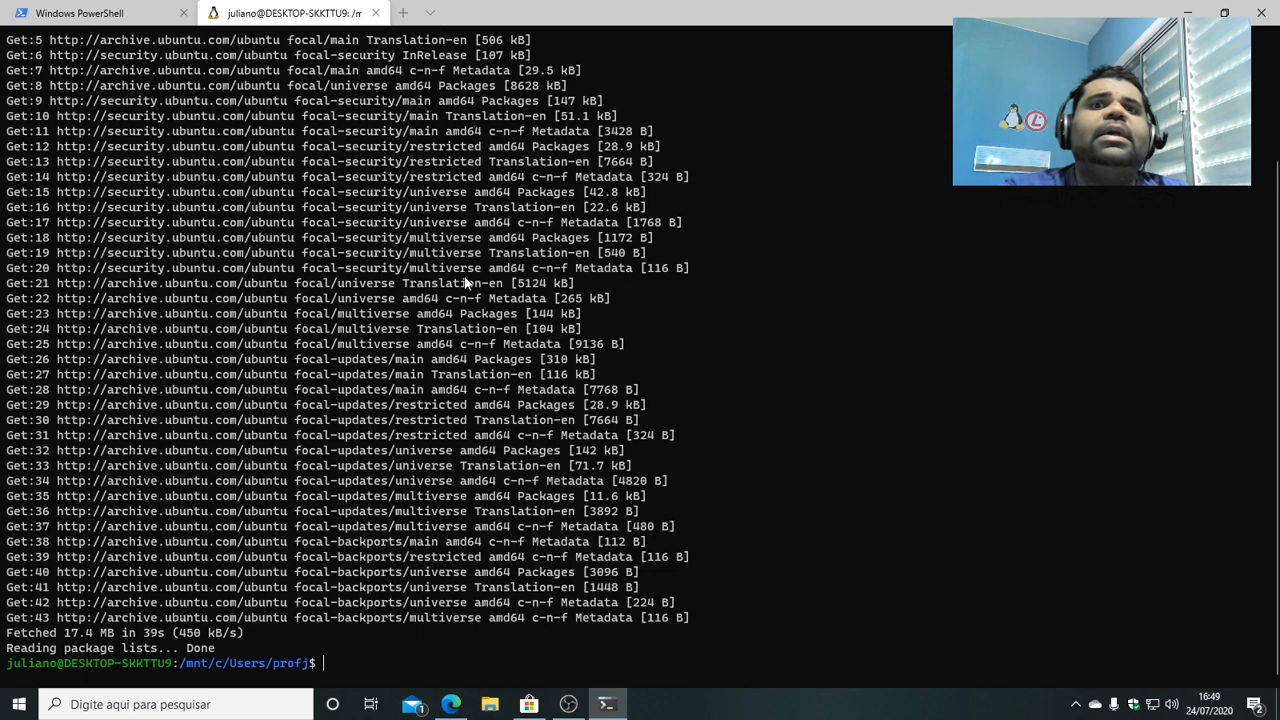 Windows PowerShell
juliano@DESKTOP-SKKTTU9: /m
Get:5 http://archive.ubuntu.com/ubuntu focal/main Translation-en [506 kB]
Get:6 http://security.ubuntu.com/ubuntu focal-security InRelease [107 kB]
Get:7 http://archive.ubuntu.com/ubuntu focal/main amd64 c-n-f Metadata [29.5 kB]
Get:8 http://archive.ubuntu.com/ubuntu focal/universe amd64 Packages [8628 kB]
Get:9 http://security.ubuntu.com/ubuntu focal-security/main amd64 Packages [147 kB]
Get:10 http://security.ubuntu.com/ubuntu focal-security/main Translation-en [51.1 kB]
Get:11 http://security.ubuntu.com/ubuntu focal-security/main amd64 c-n-f Metadata [3428 B]
Get:12 http://security.ubuntu.com/ubuntu focal-security/restricted amd64 Packages [28.9 kB]
Get:13 http://security.ubuntu.com/ubuntu focal-security/restricted Translation-en [7664 B]
Get:14 http://security.ubuntu.com/ubuntu focal-security/restricted amd64 c-n-f Metadata [324 B]
Get:15 http://security.ubuntu.com/ubuntu focal-security/universe amd64 Packages [42.8 kB]
Get:16 http://security.ubuntu.com/ubuntu focal-security/universe Translation-en [22.6 kB]
Get:17 http://security.ubuntu.com/ubuntu focal-security/universe amd64 c-n-f Metadata [1768 B]
Get:18 http://security.ubuntu.com/ubuntu focal-security/multiverse amd64 Packages [1172 B]
Get:19 http://security.ubuntu.com/ubuntu focal-security/multiverse Translation-en [540 B]
Get:20 http://security.ubuntu.com/ubuntu focal-security/multiverse amd64 c-n-f Metadata [116 B]
Get:21 http://archive.ubuntu.com/ubuntu focal/universe Translation-en [5124 kB]
Get:22 http://archive.ubuntu.com/ubuntu focal/universe amd64 c-n-f Metadata [265 kB]
Get:23 http://archive.ubuntu.com/ubuntu focal/multiverse amd64 Packages [144 kB]
Get:24 http://archive.ubuntu.com/ubuntu focal/multiverse Translation-en [104 kB]
Get:25 http://archive.ubuntu.com/ubuntu focal/multiverse amd64 c-n-f Metadata [9136 B]
Get:26 http://archive.ubuntu.com/ubuntu focal-updates/main amd64 Packages [310 kB]
Get:27 http://archive.ubuntu.com/ubuntu focal-updates/main Translation-en [116 kB]
Get:28 http://archive.ubuntu.com/ubuntu focal-updates/main amd64 c-n-f Metadata [7768 B]
Get:29 http://archive.ubuntu.com/ubuntu focal-updates/restricted amd64 Packages [28.9 kB]
Get:30 http://archive.ubuntu.com/ubuntu focal-updates/restricted Translation-en [7664 B]
Get:31 http://archive.ubuntu.com/ubuntu focal-updates/restricted amd64 c-n-f Metadata [324 B]
Get:32 http://archive.ubuntu.com/ubuntu focal-updates/universe amd64 Packages [142 kB]
Get:33 http://archive.ubuntu.com/ubuntu focal-updates/universe Translation-en [71.7 kB]
Get:34 http://archive.ubuntu.com/ubuntu focal-updates/universe amd64 c-n-f Metadata [4820 B]
Get:35 http://archive.ubuntu.com/ubuntu focal-updates/multiverse amd64 Packages [11.6 kB]
Get:36 http://archive.ubuntu.com/ubuntu focal-updates/multiverse Translation-en [3892 B]
Get:37 http://archive.ubuntu.com/ubuntu focal-updates/multiverse amd64 c-n-f Metadata [480 B]
Get:38 http://archive.ubuntu.com/ubuntu focal-backports/main amd64 c-n-f Metadata [112 B]
Get:39 http://archive.ubuntu.com/ubuntu focal-backports/restricted amd64 c-n-f Metadata [116 B]
Get:40 http://archive.ubuntu.com/ubuntu focal-backports/universe amd64 Packages [3096 B]
Get:41 http://archive.ubuntu.com/ubuntu focal-backports/universe Translation-en [1448 B]
Get:42 http://archive.ubuntu.com/ubuntu focal-backports/universe amd64 c-n-f Metadata [224 B]
Get:43 http://archive.ubuntu.com/ubuntu focal-backports/multiverse amd64 c-n-f Metadata [116 B]
Fetched 17.4 MB in 39s (450 kB/s)
Reading package lists... Done
juliano@DESKTOP-SKKTTU9:/mnt/c/Users/profj$
Digite aqui para pesquisar
1
16:49
24/07/2020
2